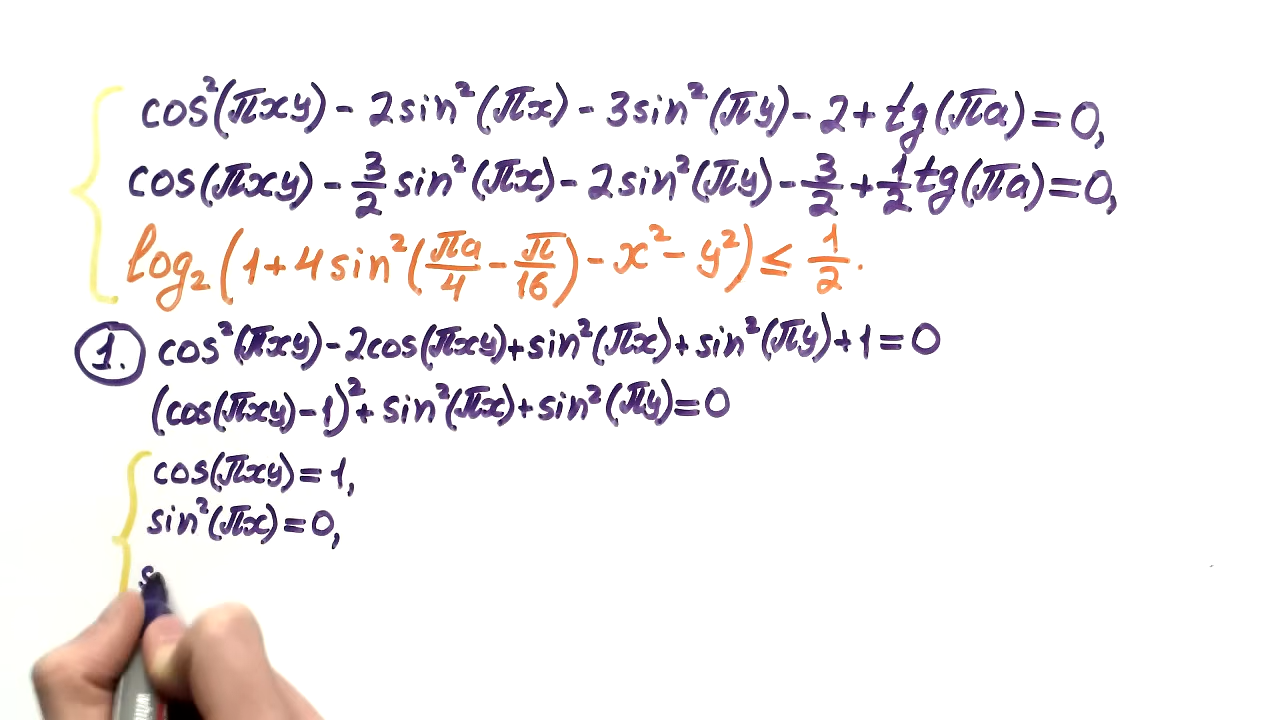 cos²(πxy) - 2sin²(πx) - 3sin²(πy) - 2 + tg(πa) = 0,
cos(πxy) - 3/2 sin²(πx) - 2sin²(πy) - 3/2 + 1/2 tg(πa) = 0,
log₂(1 + 4sin²(πa/4 - π/16) - x² - y²) ≤ 1/2.
1. cos²(πxy) - 2cos(πxy) + sin²(πx) + sin²(πy) + 1 = 0
(cos(πxy) - 1)² + sin²(πx) + sin²(πy) = 0
cos(πxy) = 1,
sin²(πx) = 0,
s